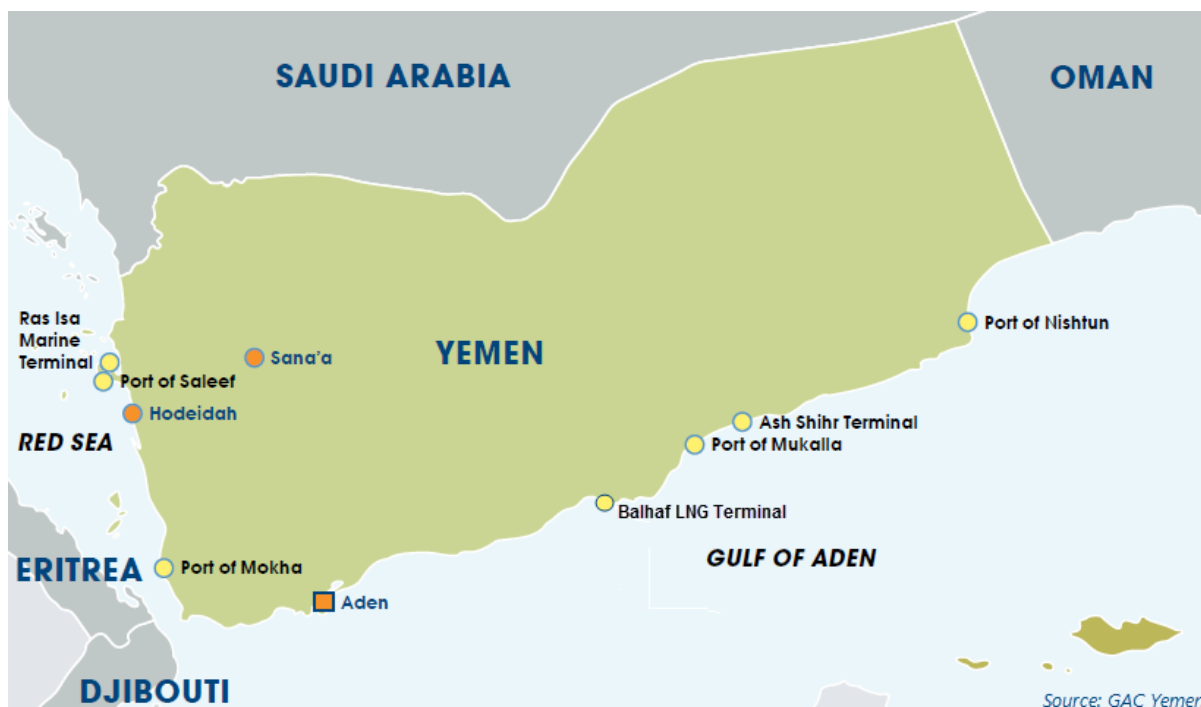 SAUDI ARABIA
OMAN
Ras Isa
Marine
Terminal
Port of Saleef
Sana'a
YEMEN
Port of Nishtun
Hodeidah
RED SEA
Ash Shihr Terminal
Port of Mukalla
Balhaf LNG Terminal
GULF OF ADEN
ERITREA
Port of Mokha
Aden
DJIBOUTI
Source: GAC Yemen